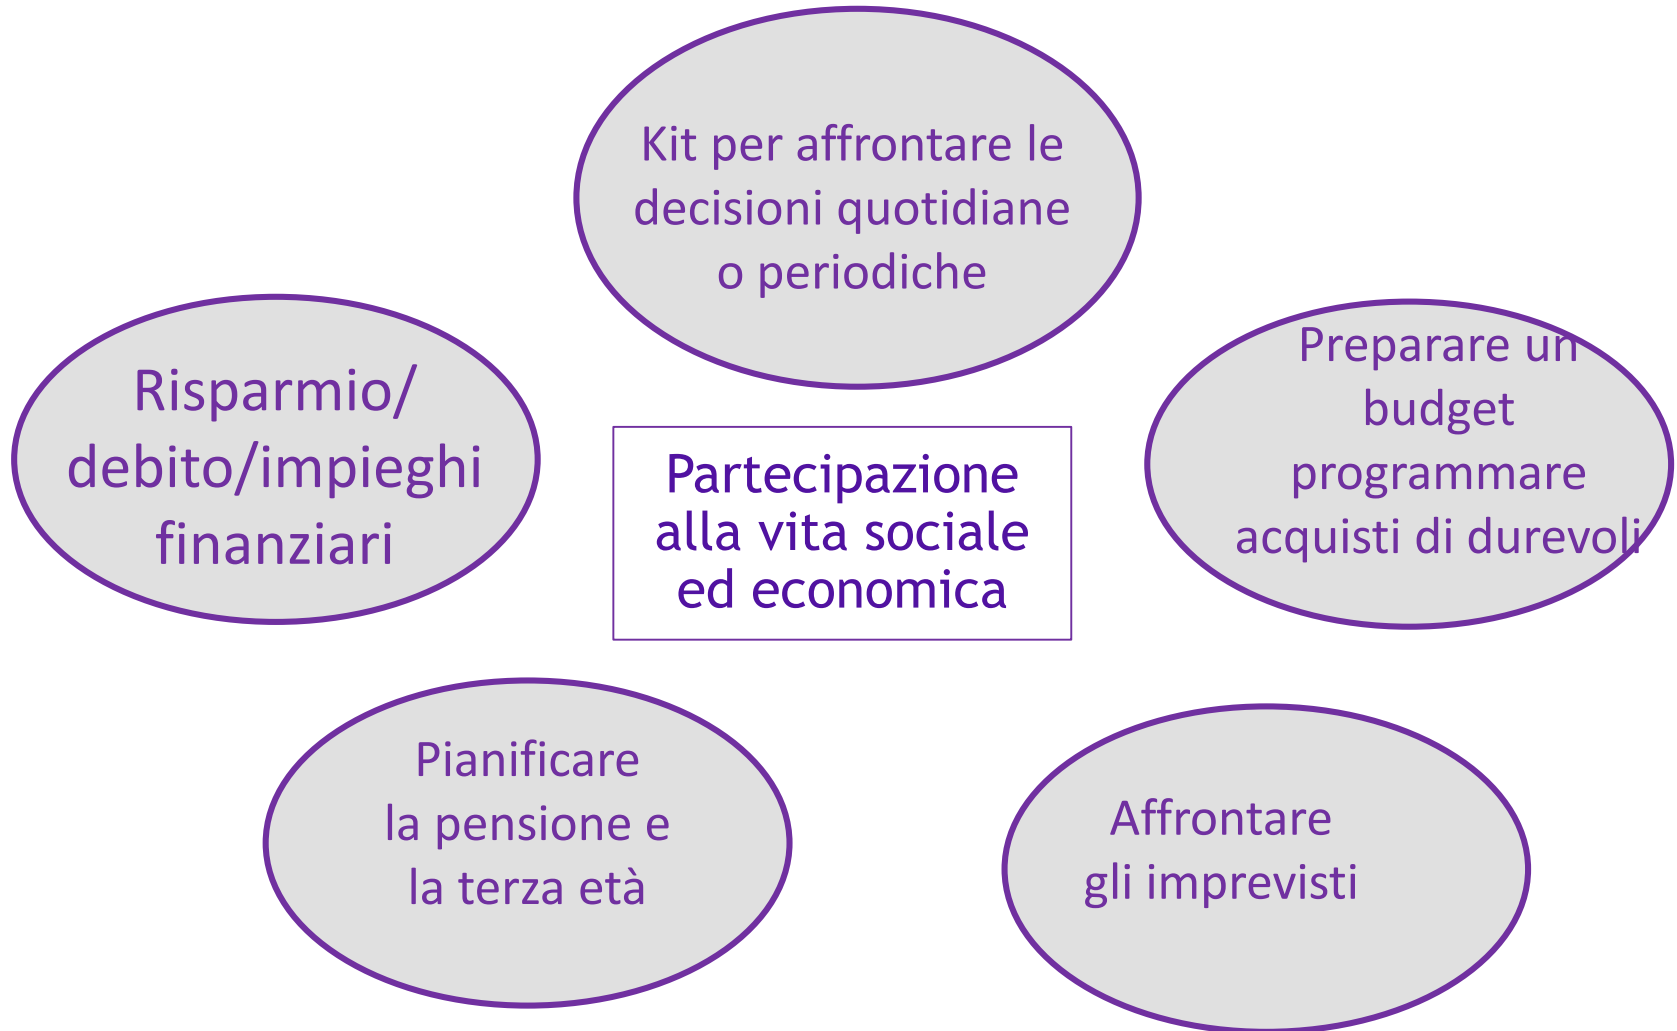 Kit per affrontare le
decisioni quotidiane
o periodiche
Risparmio/
debito/impieghi
finanziari
Partecipazione
alla vita sociale
ed economica
Preparare un
budget
programmare
acquisti di durevoli
Pianificare
la pensione e
la terza età
Affrontare
gli imprevisti